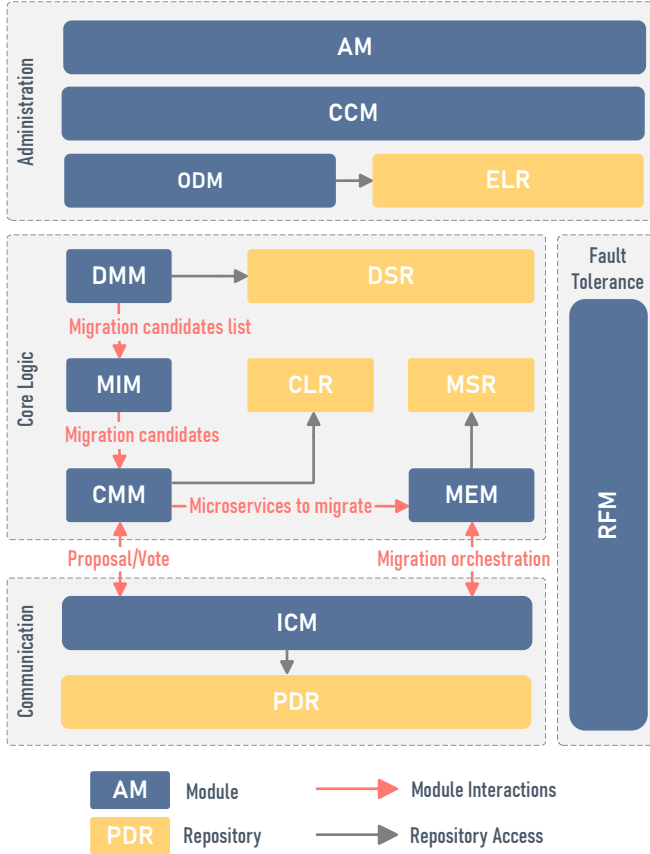 Administration
AM
CCM
ODM
ELR
Core Logic
DMM
DSR
Migration candidates list
MIM
CLR
MSR
Migration candidates
CMM
Microservices to migrate
MEM
Proposal/Vote
Migration orchestration
Communication
ICM
PDR
Fault
Tolerance
RFM
AM
Module
Module Interactions
PDR
Repository
Repository Access